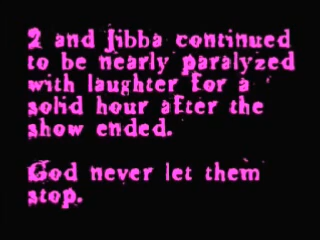 2 and Jibba continued
to be nearly paralyzed
with laughter for a
solid hour after the
show ended.
God never let them
stop.